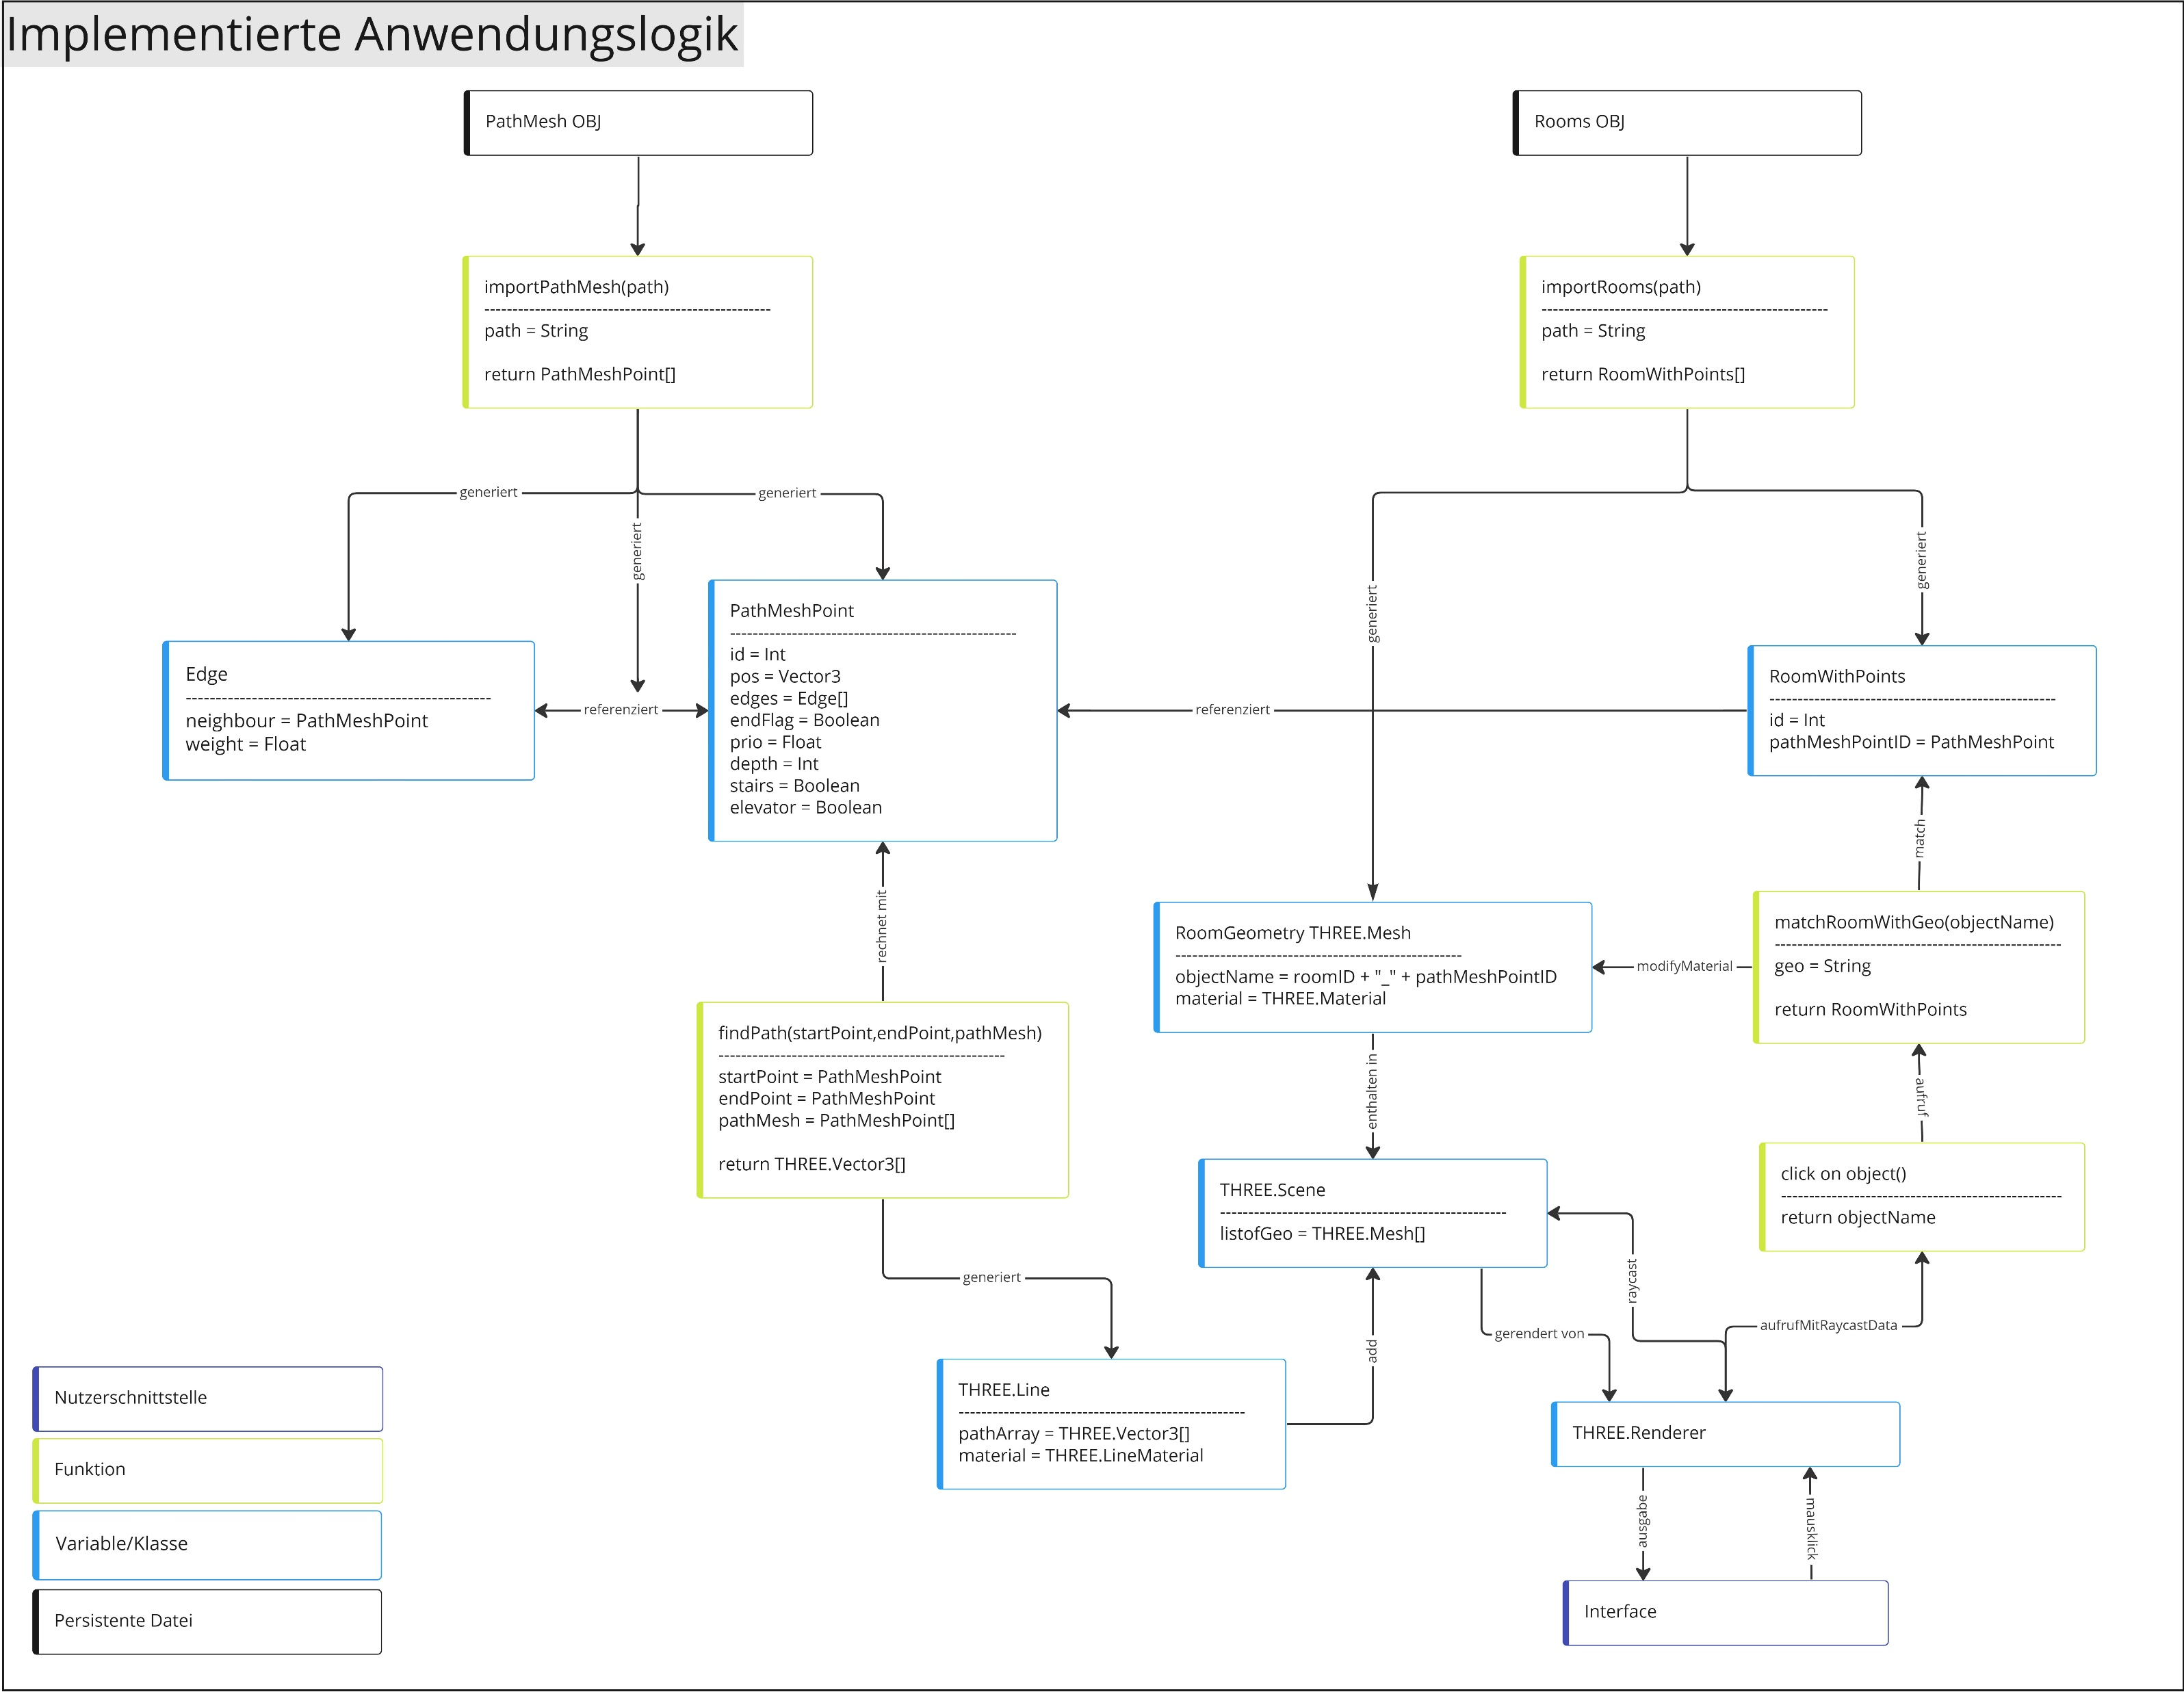 Implementierte Anwendungslogik
PathMesh OBJ
Rooms OBJ
importPathMesh(path)
---------------------------------------------------
path = String
return PathMeshPoint[]
importRooms(path)
---------------------------------------------------
path = String
return RoomWithPoints[]
generiert
generiert
generiert
generiert
generiert
Edge
---------------------------------------------------
neighbour = PathMeshPoint
weight = Float
referenziert
PathMeshPoint
---------------------------------------------------
id = Int
pos = Vector3
edges = Edge[]
endFlag = Boolean
prio = Float
depth = Int
stairs = Boolean
elevator = Boolean
referenziert
RoomWithPoints
---------------------------------------------------
id = Int
pathMeshPointID = PathMeshPoint
match
rechnet mit
RoomGeometry THREE.Mesh
---------------------------------------------------
objectName = roomID + "_" + pathMeshPointID
material = THREE.Material
modifyMaterial
matchRoomWithGeo(objectName)
---------------------------------------------------
geo = String
return RoomWithPoints
findPath(startPoint,endPoint,pathMesh)
---------------------------------------------------
startPoint = PathMeshPoint
endPoint = PathMeshPoint
pathMesh = PathMeshPoint[]
return THREE.Vector3[]
enthalten in
aufruf
THREE.Scene
---------------------------------------------------
listofGeo = THREE.Mesh[]
click on object()
---------------------------------------------------
return objectName
generiert
raycast
add
gerendert von
aufrufMitRaycastData
THREE.Line
---------------------------------------------------
pathArray = THREE.Vector3[]
material = THREE.LineMaterial
THREE.Renderer
ausgabe
mausklick
Interface
Nutzerschnittstelle
Funktion
Variable/Klasse
Persistente Datei